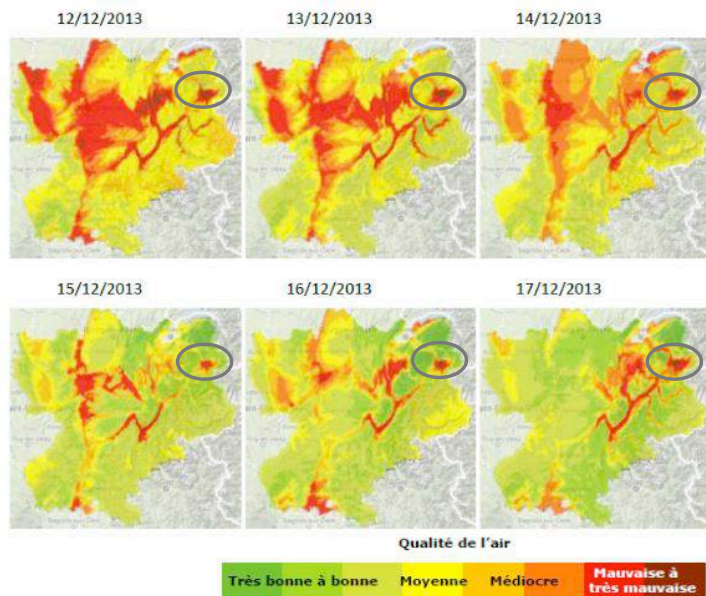 12/12/2013 13/12/2013 14/12/2013
15/12/2013 16/12/2013 17/12/2013
Qualité de l'air
Très bonne à bonne Moyenne Médiocre Mauvaise à
très mauvaise